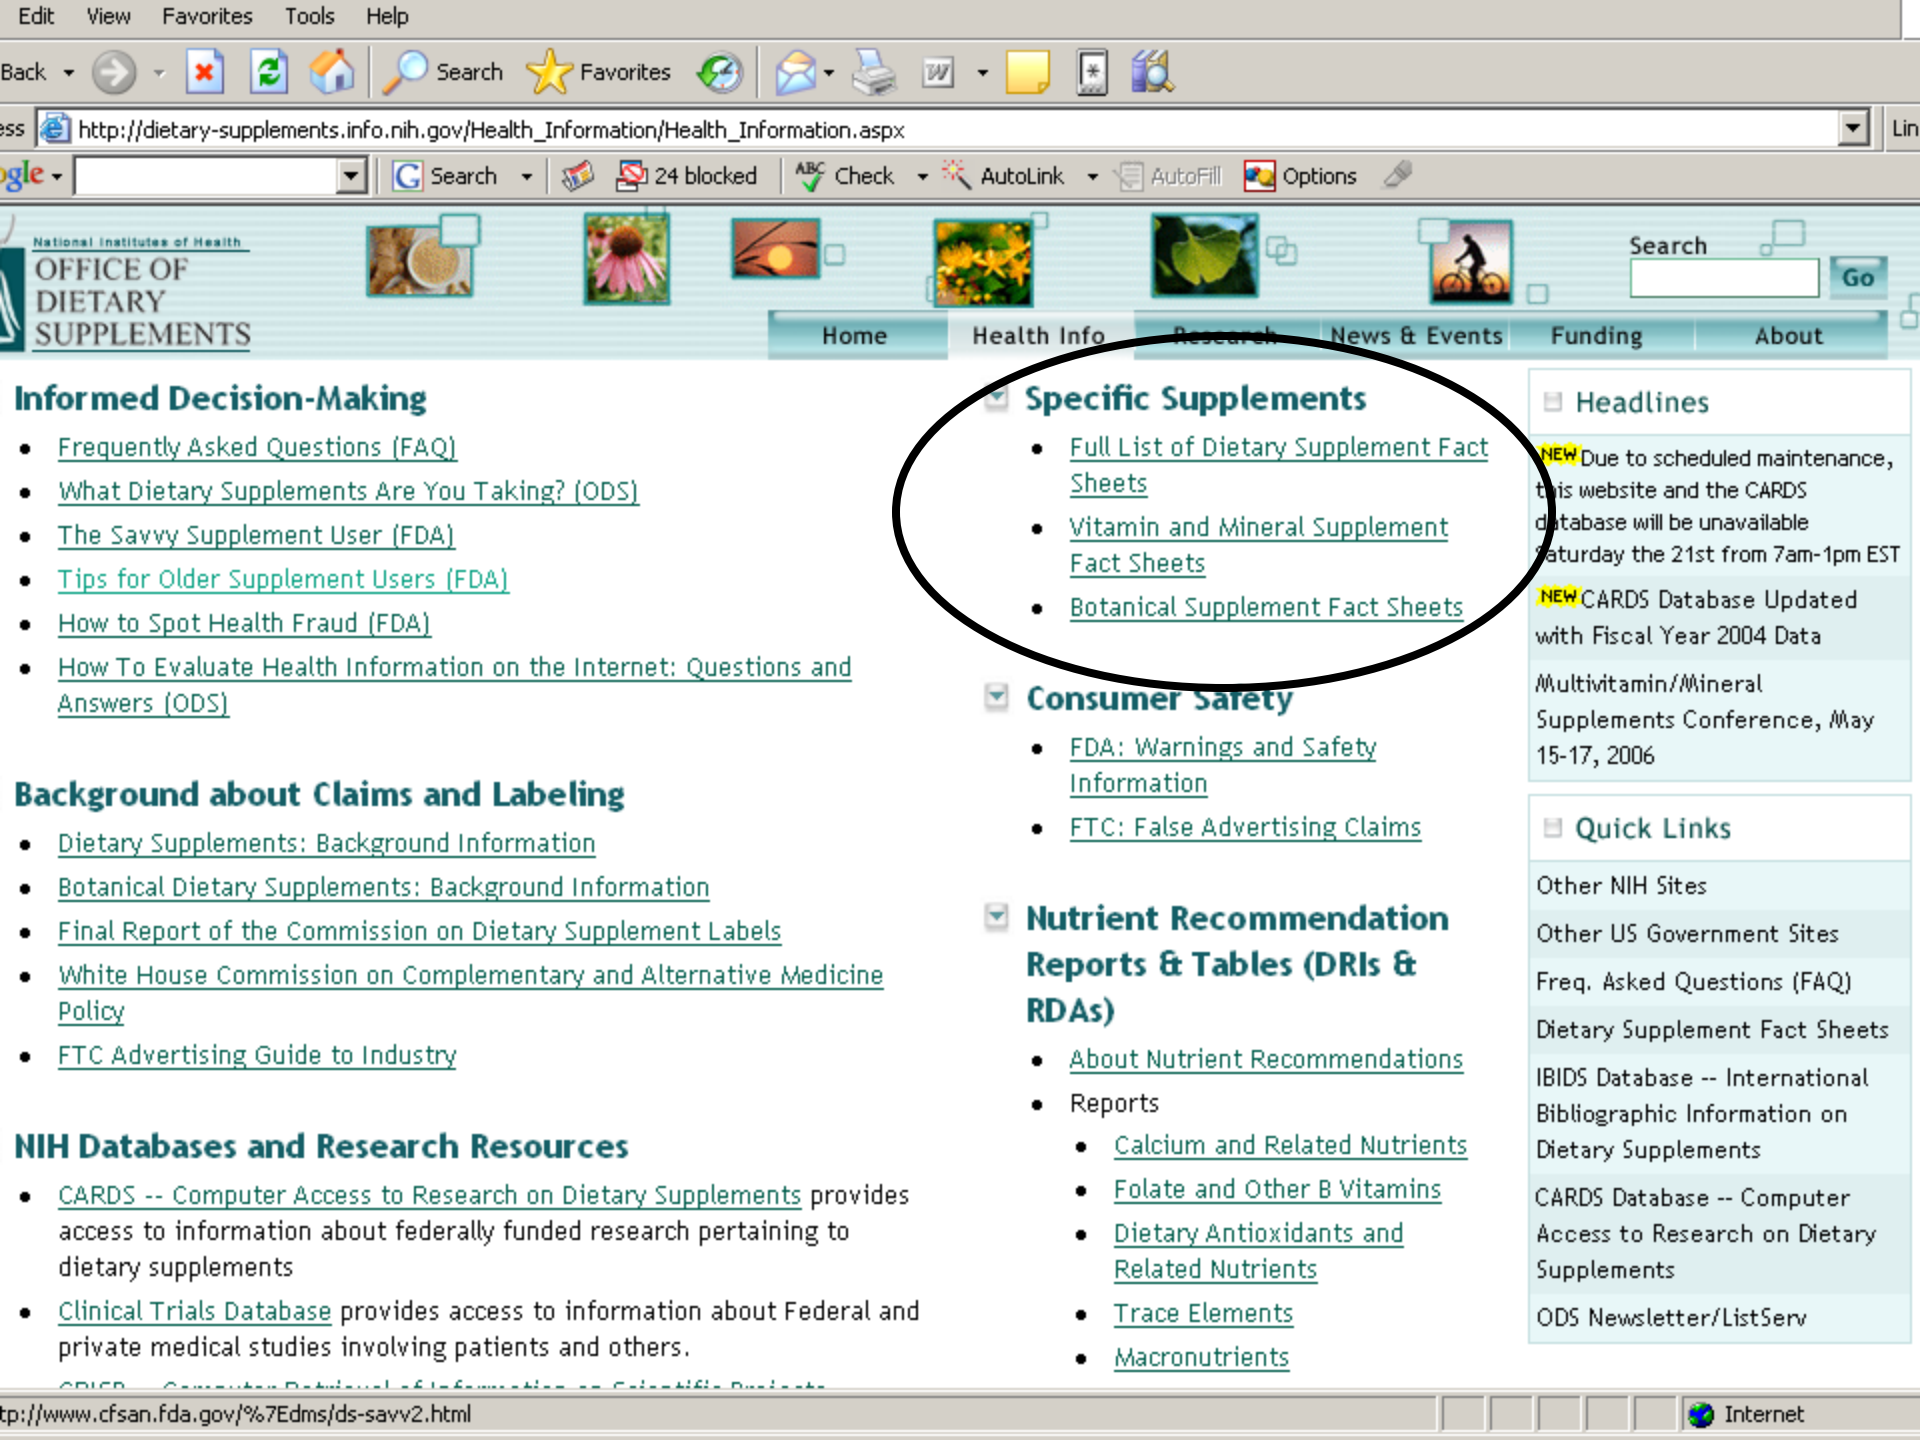 Edit View Favorites Tools Help
Back Search Favorites
ess http://dietary-supplements.info.nih.gov/Health_Information/Health_Information.aspx Lin
ogle Search 24 blocked ABC Check AutoLink AutoFill Options
National Institutes of Health
OFFICE OF
DIETARY
SUPPLEMENTS
Search
Go
Home Health Info Research News & Events Funding About
Informed Decision-Making
Frequently Asked Questions (FAQ)
What Dietary Supplements Are You Taking? (ODS)
The Savvy Supplement User (FDA)
Tips for Older Supplement Users (FDA)
How to Spot Health Fraud (FDA)
How To Evaluate Health Information on the Internet: Questions and
Answers (ODS)
Background about Claims and Labeling
Dietary Supplements: Background Information
Botanical Dietary Supplements: Background Information
Final Report of the Commission on Dietary Supplement Labels
White House Commission on Complementary and Alternative Medicine
Policy
FTC Advertising Guide to Industry
NIH Databases and Research Resources
CARDS -- Computer Access to Research on Dietary Supplements provides
access to information about federally funded research pertaining to
dietary supplements
Clinical Trials Database provides access to information about Federal and
private medical studies involving patients and others.
Specific Supplements
Full List of Dietary Supplement Fact
Sheets
Vitamin and Mineral Supplement
Fact Sheets
Botanical Supplement Fact Sheets
Consumer Safety
FDA: Warnings and Safety
Information
FTC: False Advertising Claims
Nutrient Recommendation
Reports & Tables (DRIs &
RDAs)
About Nutrient Recommendations
Reports
Calcium and Related Nutrients
Folate and Other B Vitamins
Dietary Antioxidants and
Related Nutrients
Trace Elements
Macronutrients
Headlines
NEW Due to scheduled maintenance,
this website and the CARDS
database will be unavailable
Saturday the 21st from 7am-1pm EST
NEW CARDS Database Updated
with Fiscal Year 2004 Data
Multivitamin/Mineral
Supplements Conference, May
15-17, 2006
Quick Links
Other NIH Sites
Other US Government Sites
Freq. Asked Questions (FAQ)
Dietary Supplement Fact Sheets
IBIDS Database -- International
Bibliographic Information on
Dietary Supplements
CARDS Database -- Computer
Access to Research on Dietary
Supplements
ODS Newsletter/ListServ
tp://www.cfsan.fda.gov/%7Edms/ds-savv2.html Internet